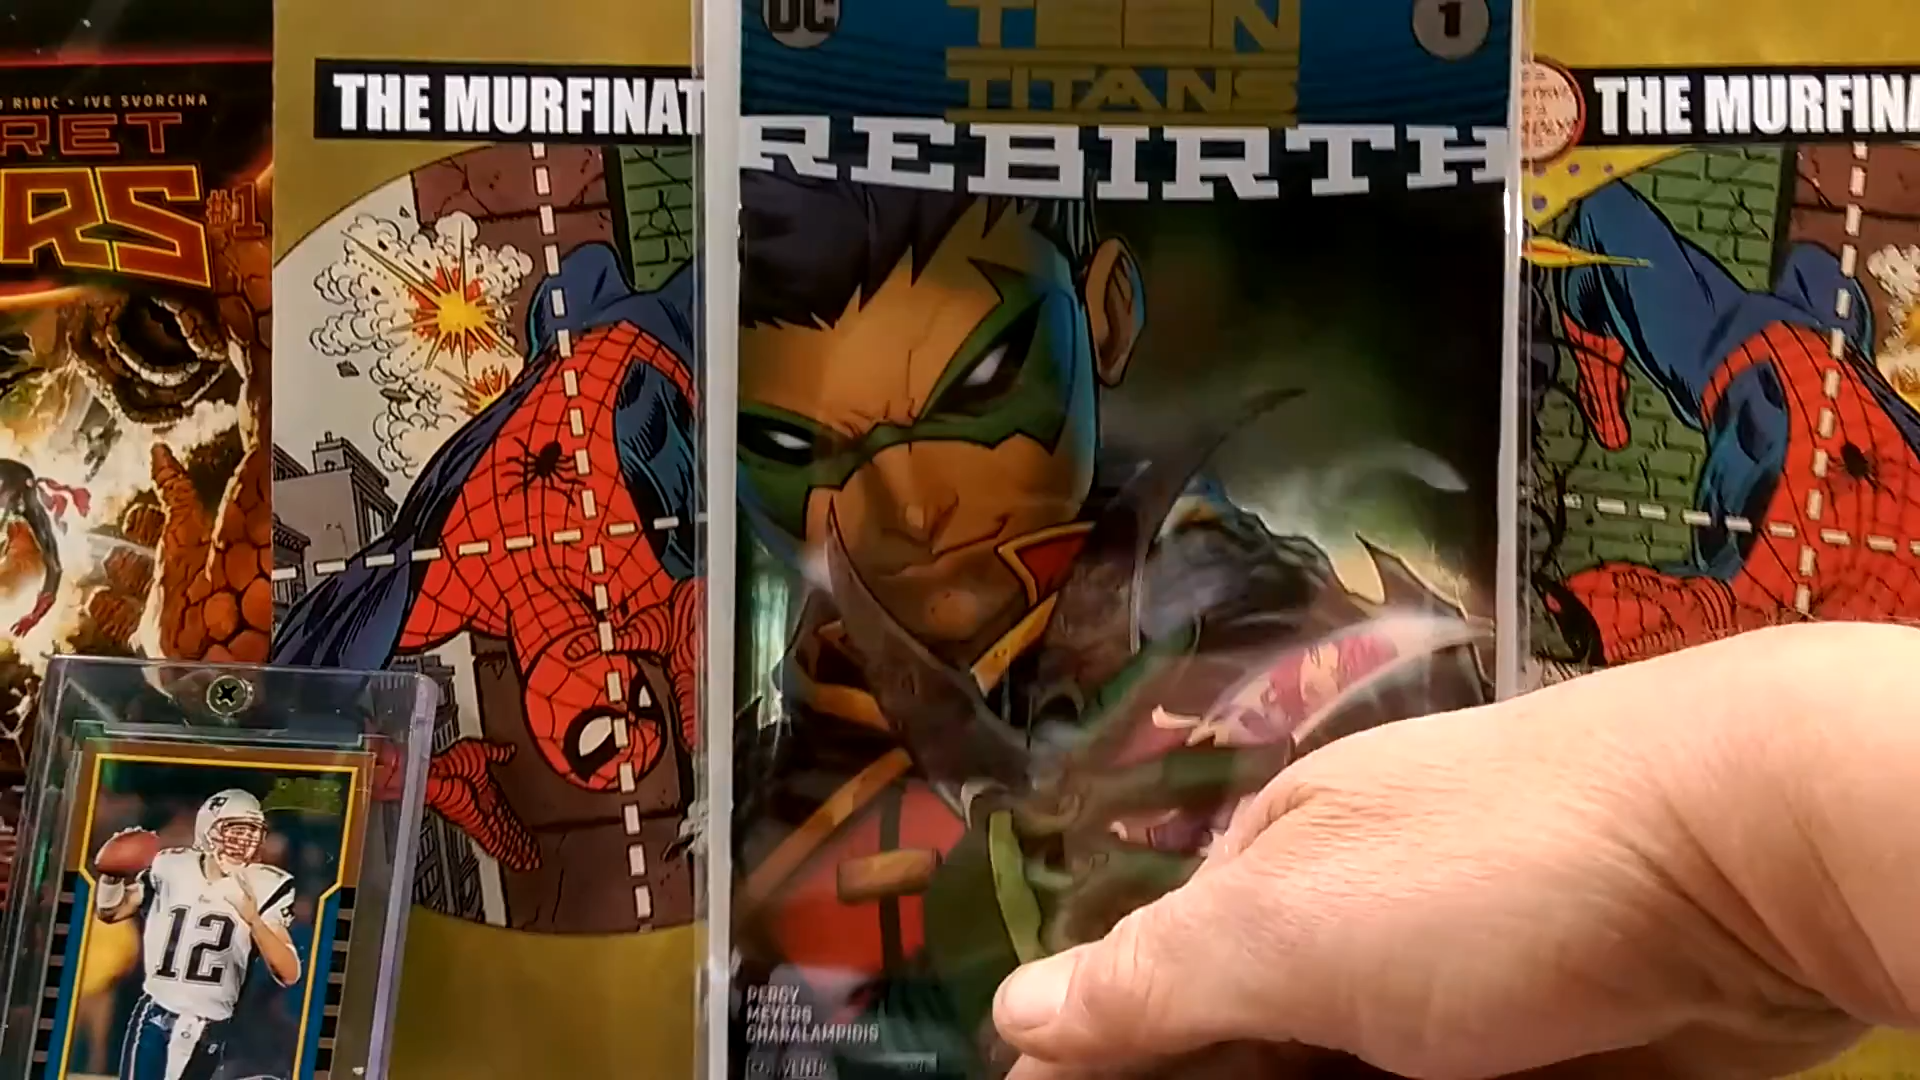 RIBIC • IVE SVORCINA
RET
RS #1
THE MURFINAT
DC
TEEN
TITANS
1
REBIRTH
PERCY
MEYERS
CHARALAMPIDIS
THE MURFINA
12